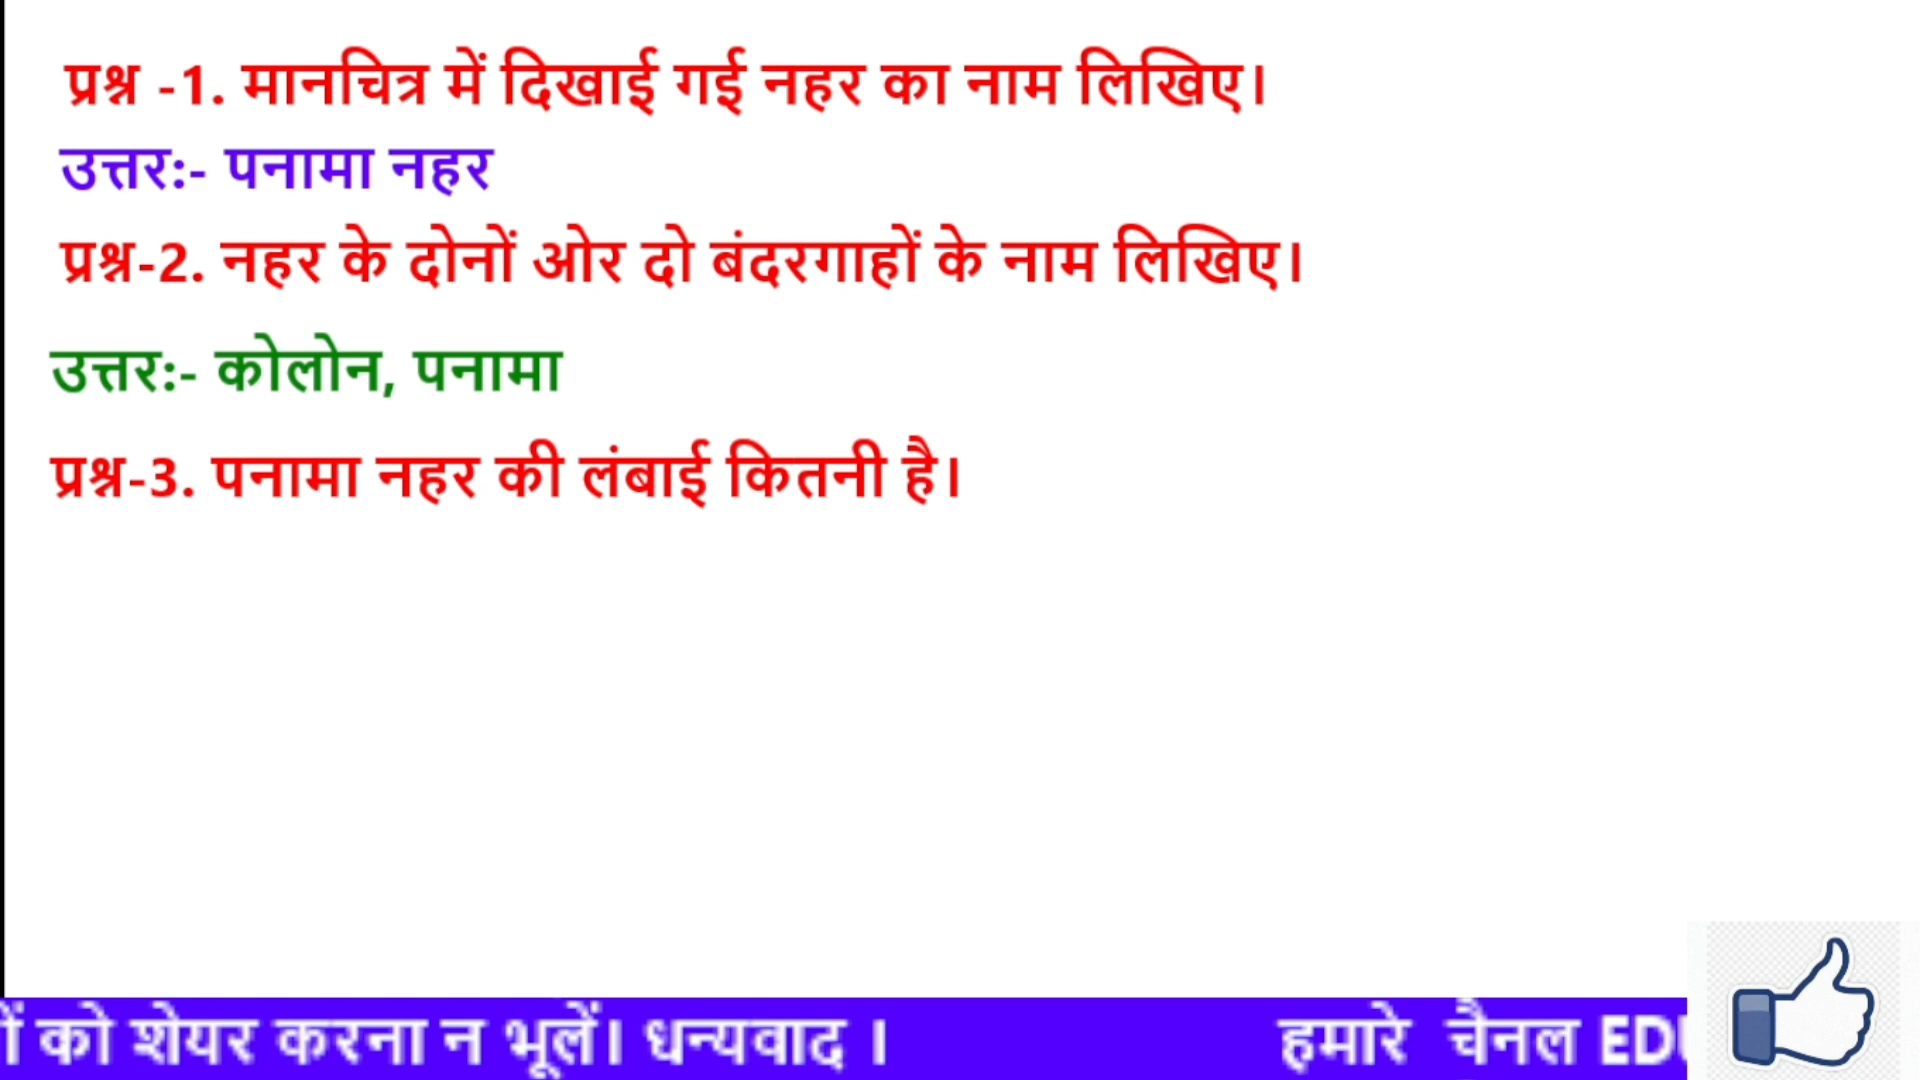 प्रश्न -1. मानचित्र में दिखाई गई नहर का नाम लिखिए।
उत्तर:- पनामा नहर
प्रश्न-2. नहर के दोनों ओर दो बंदरगाहों के नाम लिखिए।
उत्तर:- कोलोन, पनामा
प्रश्न-3. पनामा नहर की लंबाई कितनी है।
को शेयर करना न भूलें। धन्यवाद । हमारे चैनल